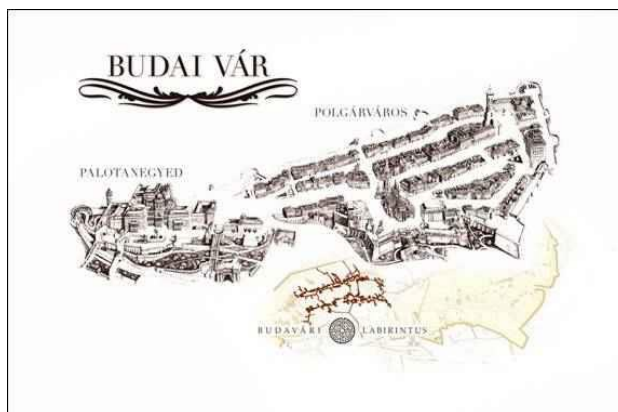 BUDAI VÁR
POLGÁRVÁROS
PALOTANEGYED
BUDAVÁRI LABIRINTUS